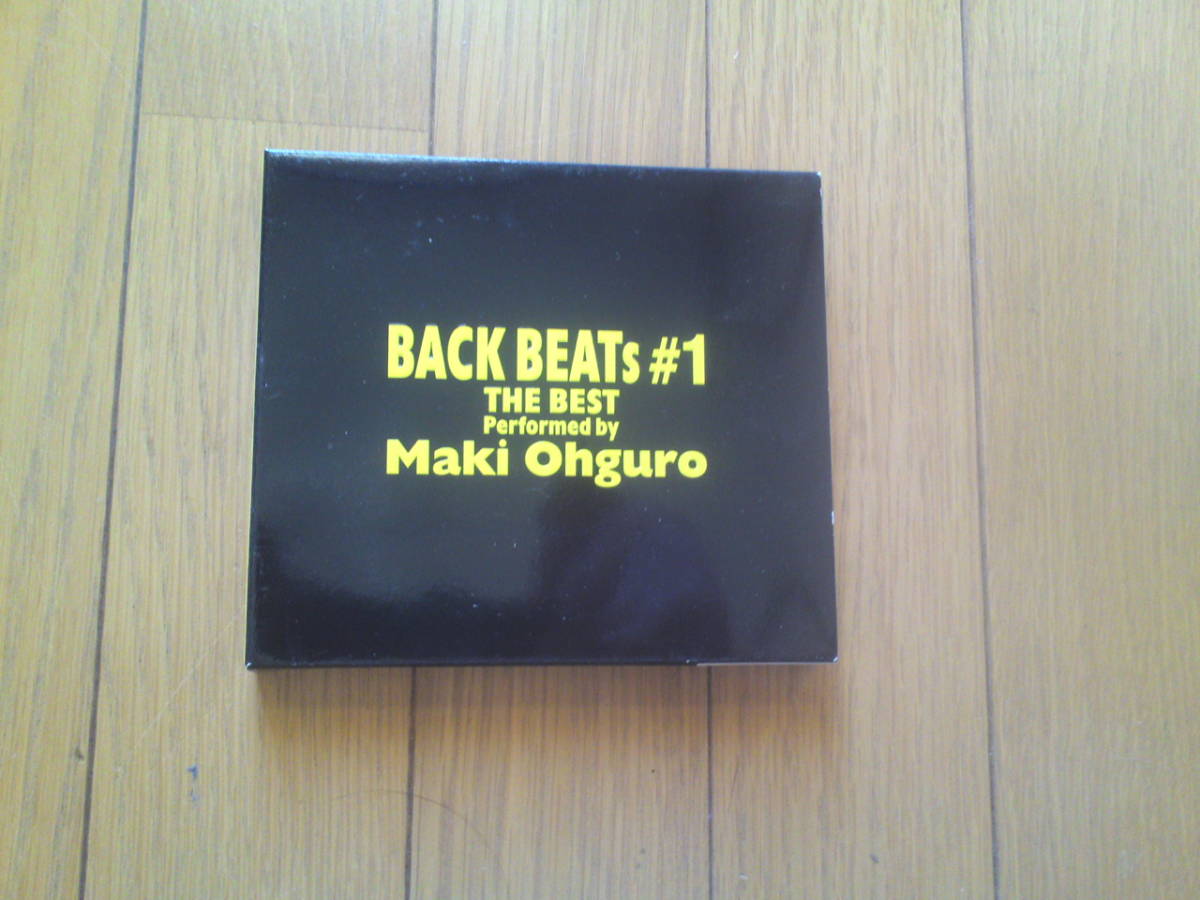 BACK BEATs #1
THE BEST
Performed by
Maki Ohguro